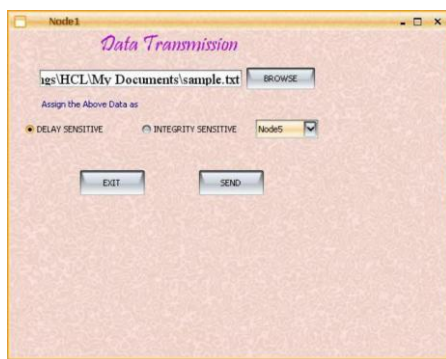 Node1
Data Transmission
ngs\HCL\My Documents\sample.txt BROWSE
Assign the Above Data as
DELAY SENSITIVE INTEGRITY SENSITIVE Node5
EXIT SEND